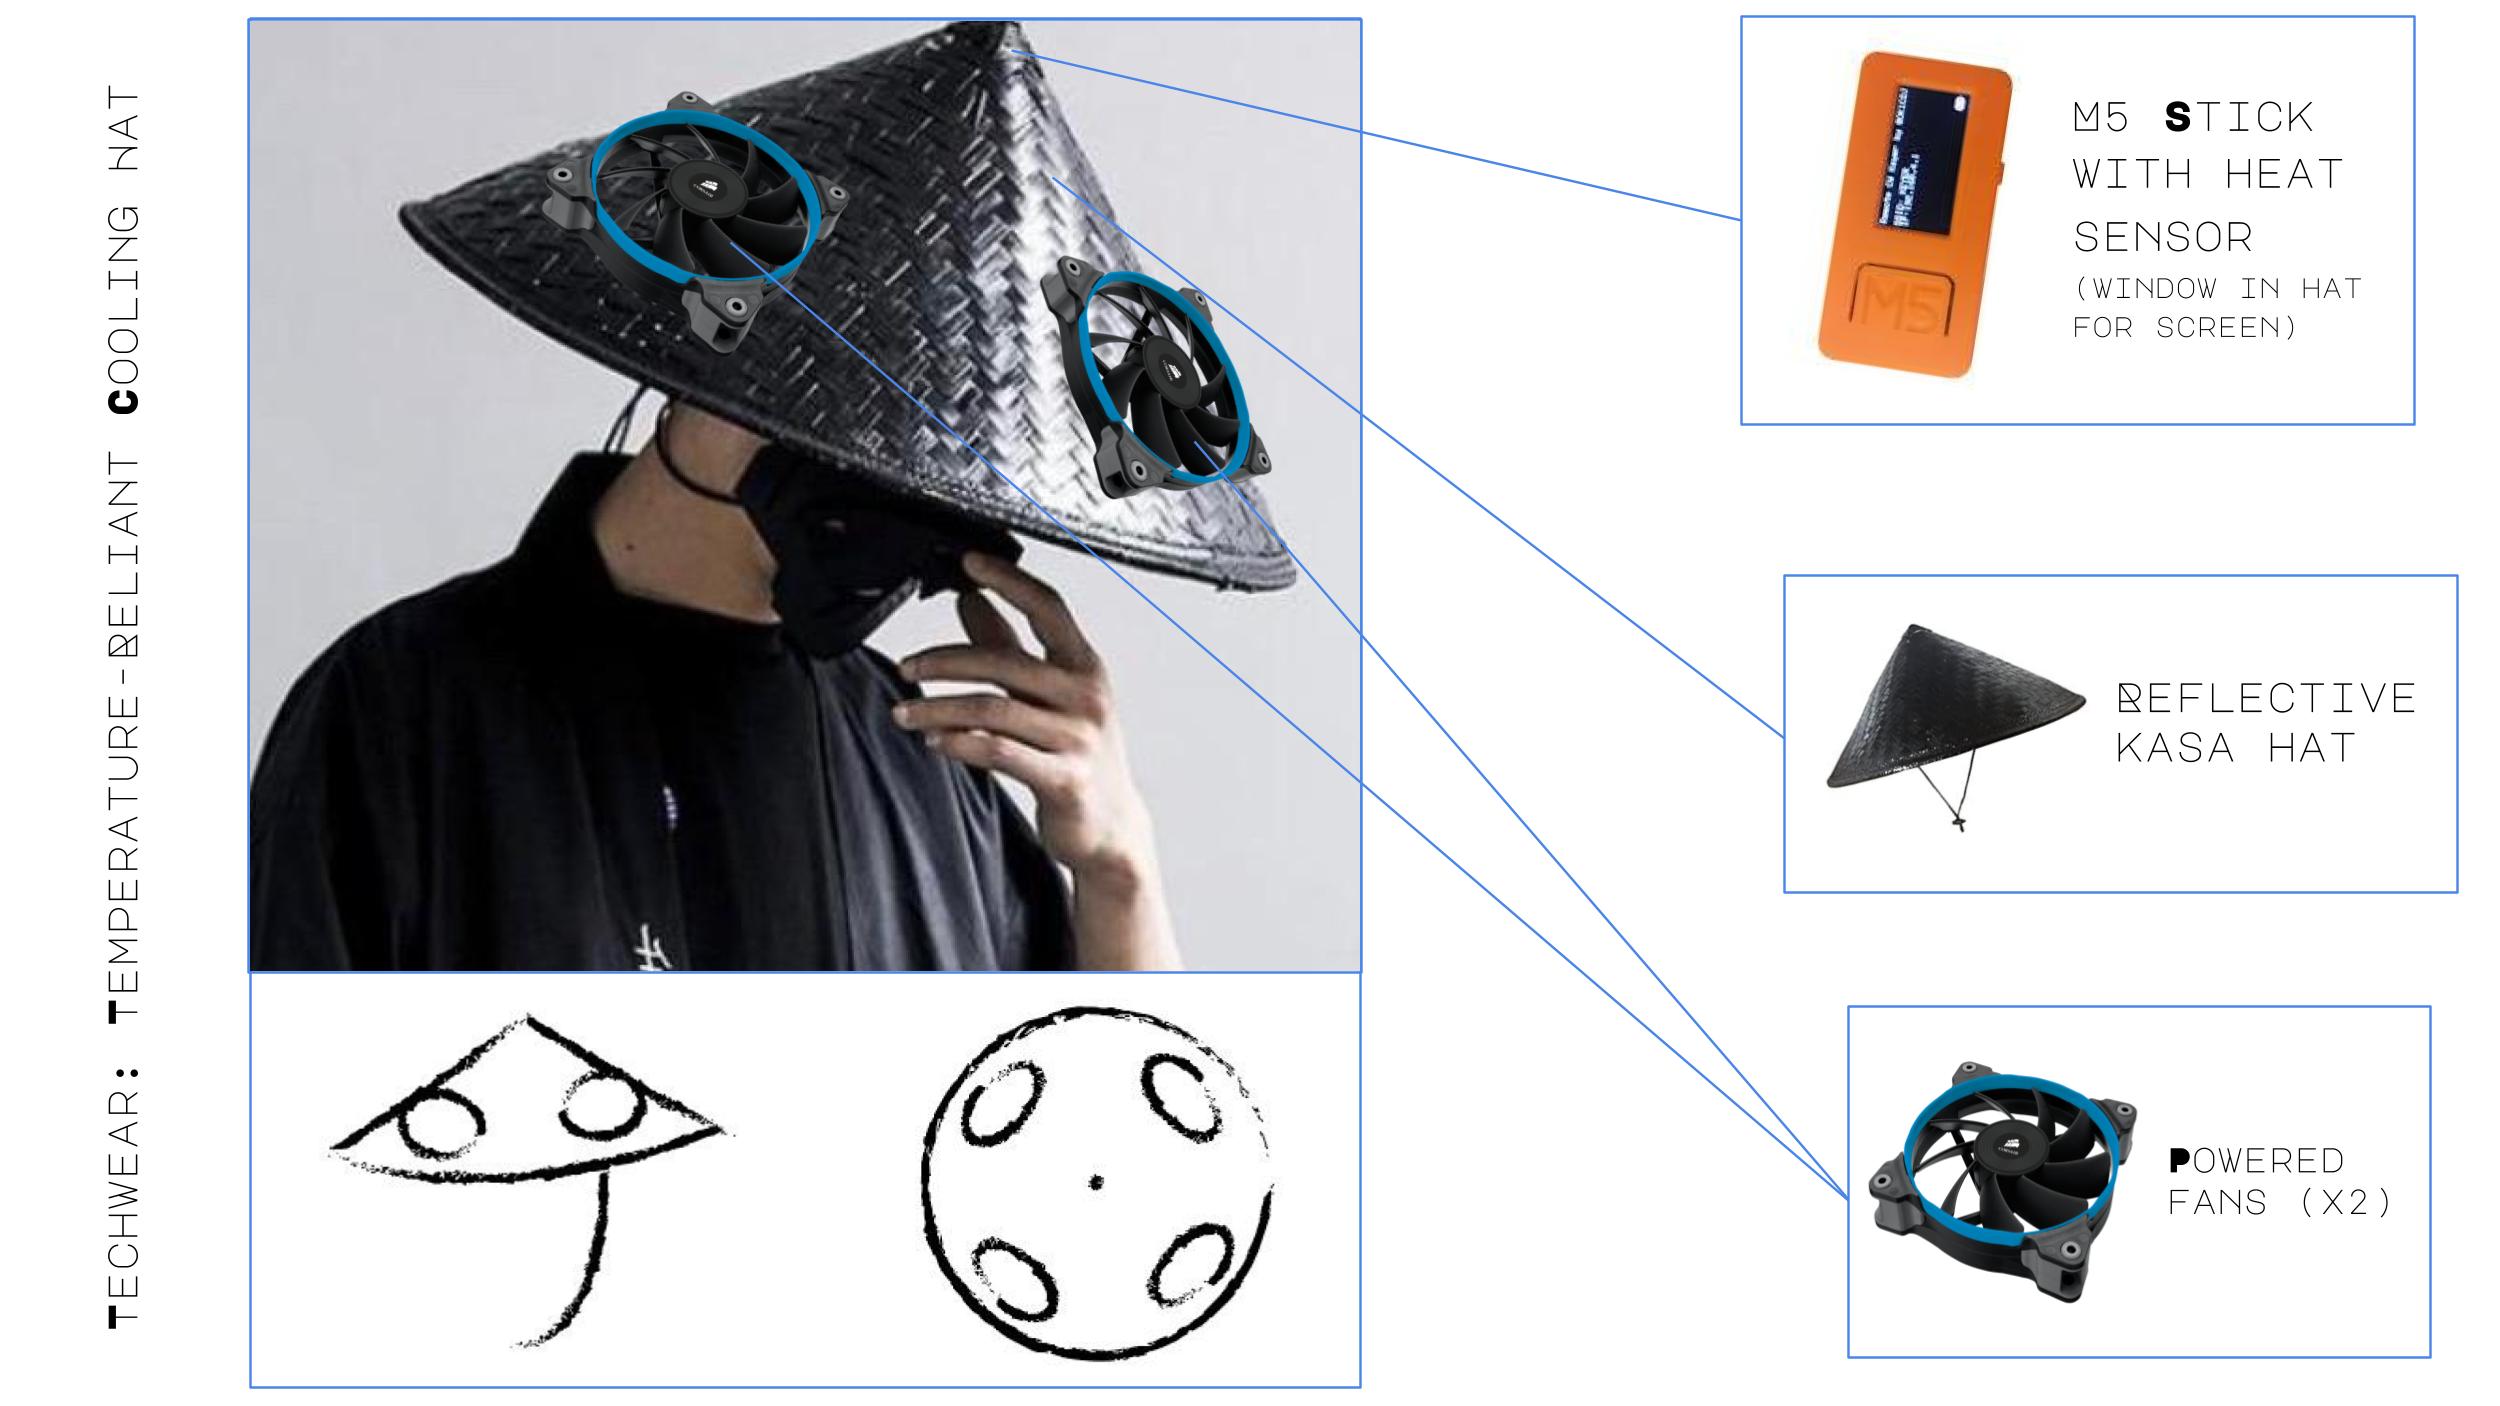 TECHWEAR: TEMPERATURE-RELIANT COOLING HAT
M5 STICK
WITH HEAT
SENSOR
(WINDOW IN HAT
FOR SCREEN)
M5
REFLECTIVE
KASA HAT
POWERED
FANS (X2)